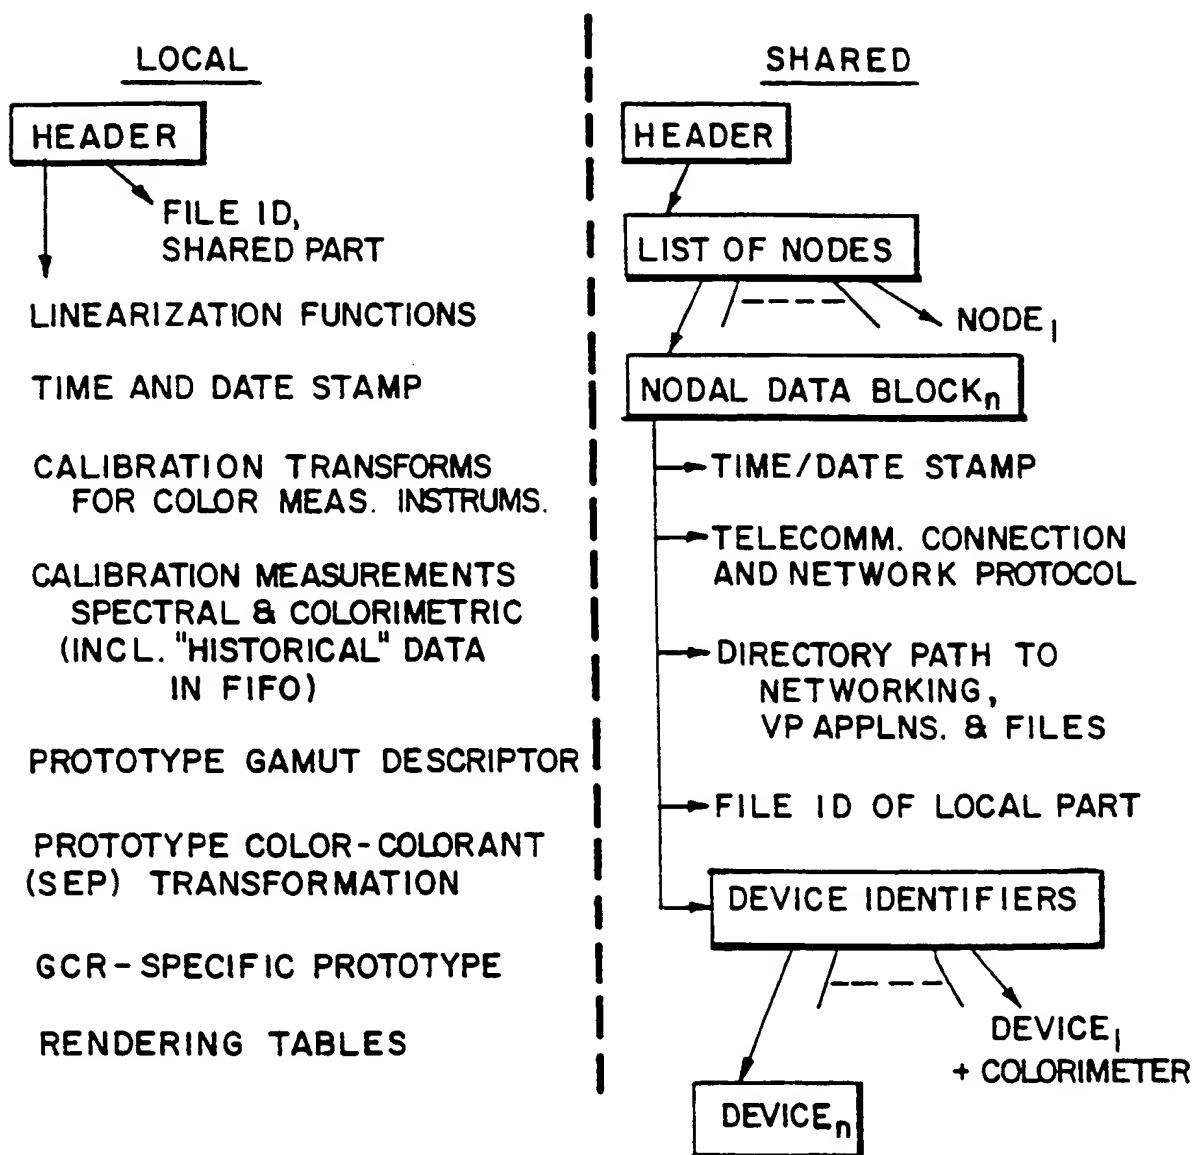 LOCAL
HEADER
FILE ID,
SHARED PART
LINEARIZATION FUNCTIONS
TIME AND DATE STAMP
CALIBRATION TRANSFORMS
FOR COLOR MEAS. INSTRUMS.
CALIBRATION MEASUREMENTS
SPECTRAL & COLORIMETRIC
(INCL. "HISTORICAL" DATA
IN FIFO)
PROTOTYPE GAMUT DESCRIPTOR
PROTOTYPE COLOR-COLORANT
(SEP) TRANSFORMATION
GCR-SPECIFIC PROTOTYPE
RENDERING TABLES
SHARED
HEADER
LIST OF NODES
NODE₁
NODAL DATA BLOCKₙ
TIME/DATE STAMP
TELECOMM. CONNECTION
AND NETWORK PROTOCOL
DIRECTORY PATH TO
NETWORKING,
VP APPLNS. & FILES
FILE ID OF LOCAL PART
DEVICE IDENTIFIERS
DEVICE₁
+ COLORIMETER
DEVICEₙ